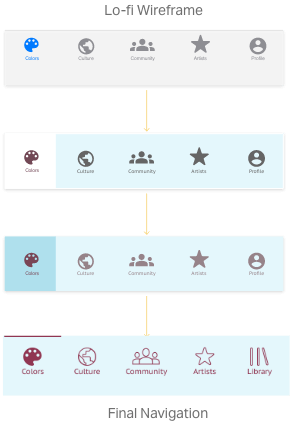 Lo-fi Wireframe
Colors Culture Community Artists Profile
Colors Culture Community Artists Profile
Colors Culture Community Artists Profile
Colors Culture Community Artists Library
Final Navigation